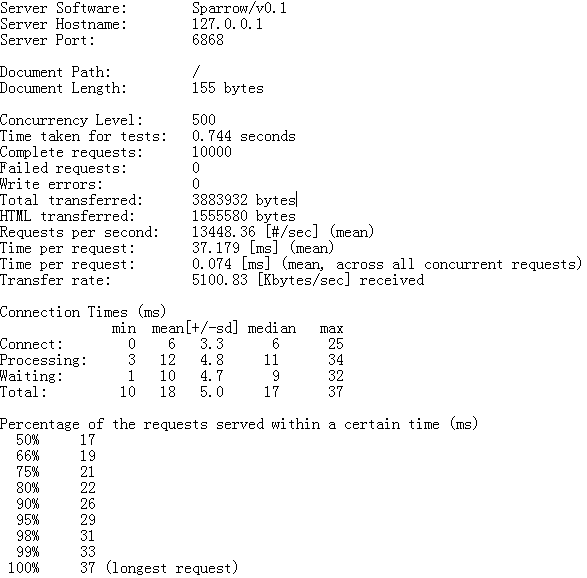 Server Software:        Sparrow/v0.1
Server Hostname:        127.0.0.1
Server Port:            6868
Document Path:          /
Document Length:        155 bytes
Concurrency Level:      500
Time taken for tests:   0.744 seconds
Complete requests:      10000
Failed requests:        0
Write errors:           0
Total transferred:      3883932 bytes
HTML transferred:       1555580 bytes
Requests per second:    13448.36 [#/sec] (mean)
Time per request:       37.179 [ms] (mean)
Time per request:       0.074 [ms] (mean, across all concurrent requests)
Transfer rate:          5100.83 [Kbytes/sec] received
Connection Times (ms)
              min  mean[+/-sd] median   max
Connect:        0    6   3.3      6      25
Processing:     3   12   4.8     11      34
Waiting:        1   10   4.7      9      32
Total:         10   18   5.0     17      37
Percentage of the requests served within a certain time (ms)
  50%     17
  66%     19
  75%     21
  80%     22
  90%     26
  95%     29
  98%     31
  99%     33
 100%     37 (longest request)